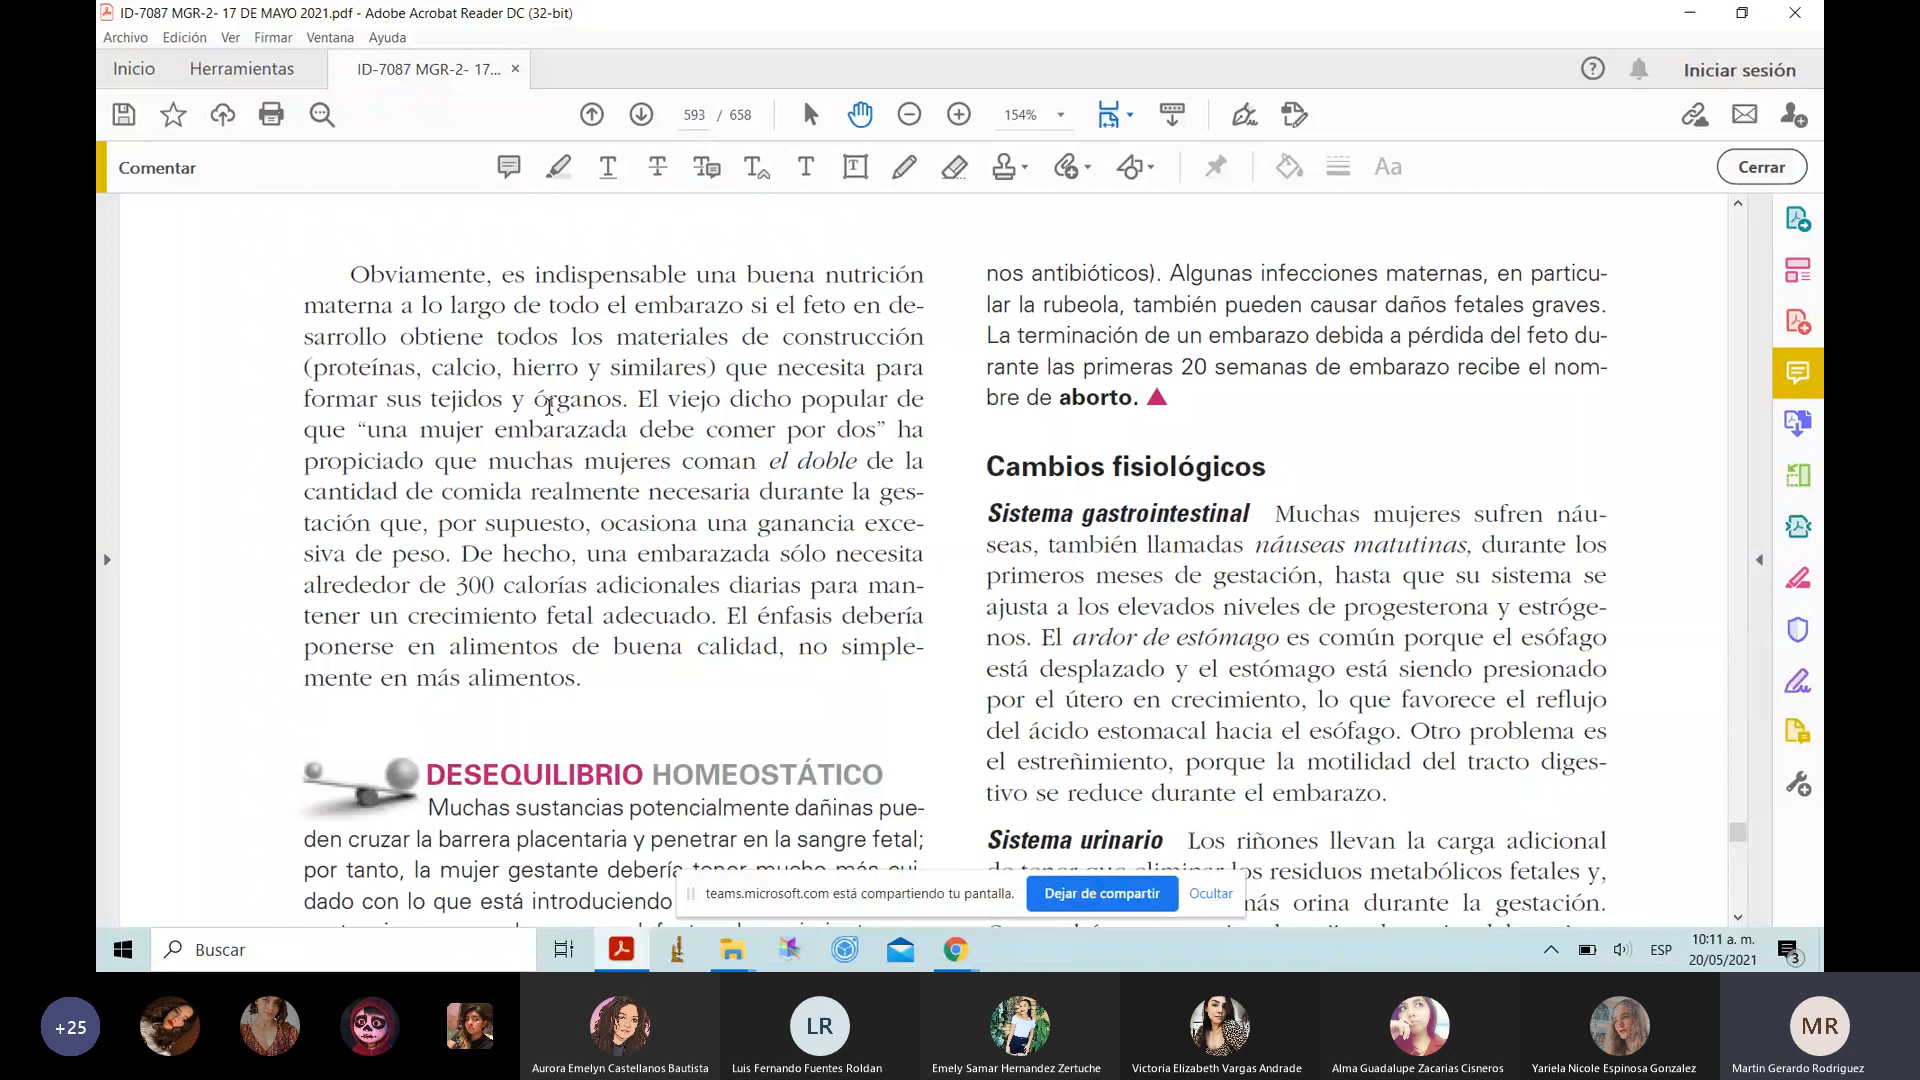 ID-7087 MGR-2- 17 DE MAYO 2021.pdf - Adobe Acrobat Reader DC (32-bit)
Archivo Edición Ver Firmar Ventana Ayuda
Inicio Herramientas ID-7087 MGR-2- 17... × Iniciar sesión
593 / 658 154%
Comentar Cerrar
Obviamente, es indispensable una buena nutrición
materna a lo largo de todo el embarazo si el feto en de-
sarrollo obtiene todos los materiales de construcción
(proteínas, calcio, hierro y similares) que necesita para
formar sus tejidos y órganos. El viejo dicho popular de
que “una mujer embarazada debe comer por dos” ha
propiciado que muchas mujeres coman el doble de la
cantidad de comida realmente necesaria durante la ges-
tación que, por supuesto, ocasiona una ganancia exce-
siva de peso. De hecho, una embarazada sólo necesita
alrededor de 300 calorías adicionales diarias para man-
tener un crecimiento fetal adecuado. El énfasis debería
ponerse en alimentos de buena calidad, no simple-
mente en más alimentos.
DESEQUILIBRIO HOMEOSTÁTICO
Muchas sustancias potencialmente dañinas pue-
den cruzar la barrera placentaria y penetrar en la sangre fetal;
por tanto, la mujer gestante debería tener mucho más cui-
dado con lo que está introduciendo
nos antibióticos). Algunas infecciones maternas, en particu-
lar la rubeola, también pueden causar daños fetales graves.
La terminación de un embarazo debida a pérdida del feto du-
rante las primeras 20 semanas de embarazo recibe el nom-
bre de aborto.
Cambios fisiológicos
Sistema gastrointestinal Muchas mujeres sufren náu-
seas, también llamadas náuseas matutinas, durante los
primeros meses de gestación, hasta que su sistema se
ajusta a los elevados niveles de progesterona y estróge-
nos. El ardor de estómago es común porque el esófago
está desplazado y el estómago está siendo presionado
por el útero en crecimiento, lo que favorece el reflujo
del ácido estomacal hacia el esófago. Otro problema es
el estreñimiento, porque la motilidad del tracto diges-
tivo se reduce durante el embarazo.
Sistema urinario Los riñones llevan la carga adicional
de tener que eliminar los residuos metabólicos fetales y,
más orina durante la gestación.
teams.microsoft.com está compartiendo tu pantalla. Dejar de compartir Ocultar
Buscar ESP 10:11 a. m.
20/05/2021
3
+25 LR MR
Aurora Emelyn Castellanos Bautista Luis Fernando Fuentes Roldan Emely Samar Hernandez Zertuche Victoria Elizabeth Vargas Andrade Alma Guadalupe Zacarias Cisneros Yariela Nicole Espinosa Gonzalez Martin Gerardo Rodriguez